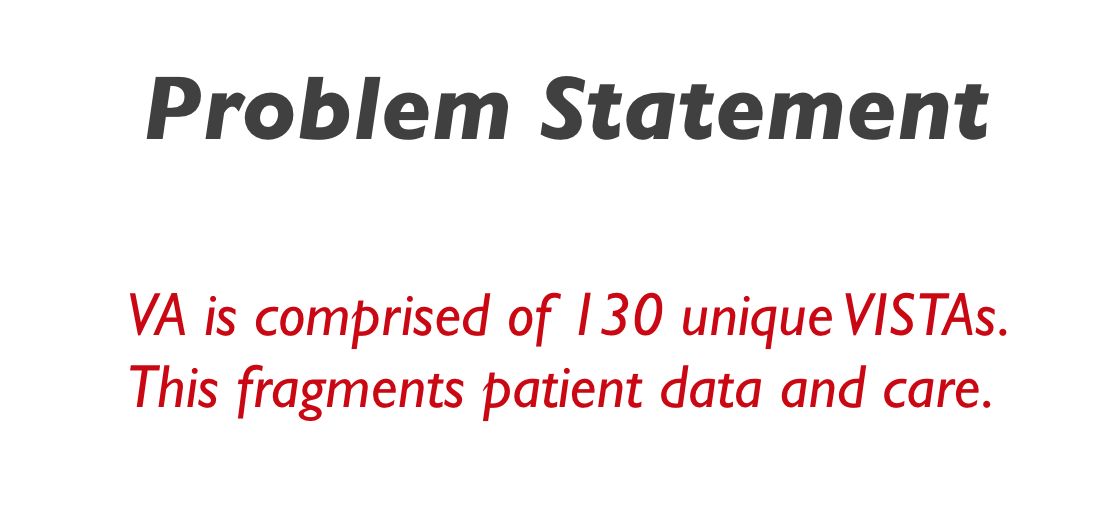 Problem Statement
VA is comprised of 130 unique VISTAs.
This fragments patient data and care.